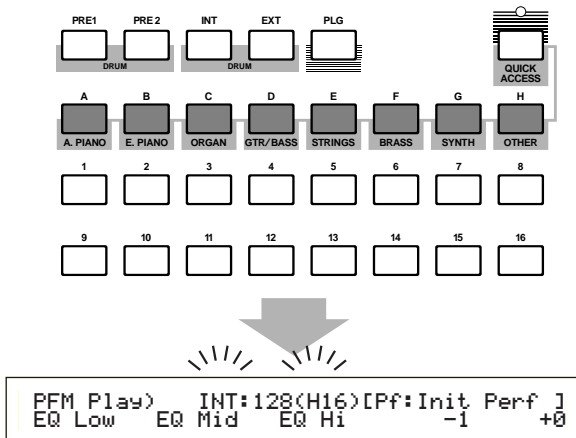 PRE1 PRE 2 INT EXT PLG
DRUM DRUM QUICK ACCESS
A B C D E F G H
A. PIANO E. PIANO ORGAN GTR/BASS STRINGS BRASS SYNTH OTHER
1 2 3 4 5 6 7 8
9 10 11 12 13 14 15 16
PFM Play) INT:128(H16)[Pf:Init Perf ]
EQ Low EQ Mid EQ Hi -1 +0